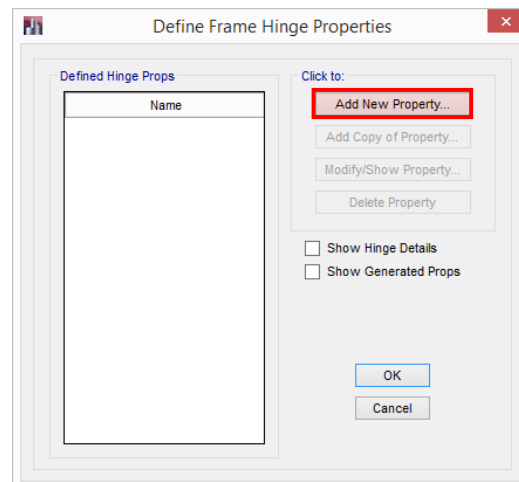 Define Frame Hinge Properties
Defined Hinge Props
Name
Click to:
Add New Property...
Add Copy of Property...
Modify/Show Property...
Delete Property
Show Hinge Details
Show Generated Props
OK
Cancel